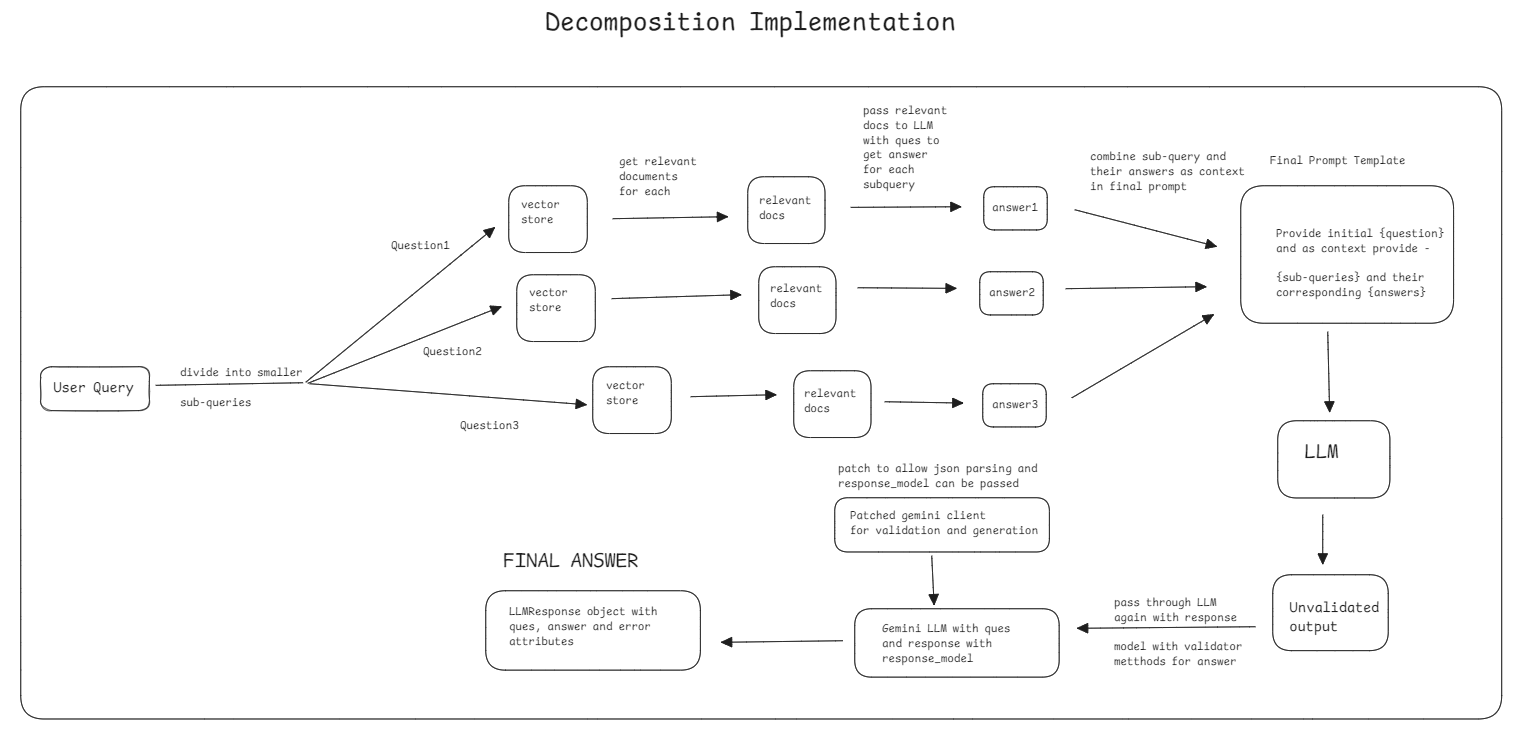 Decomposition Implementation
pass relevant
docs to LLM
with ques to
get answer
for each
subquery
get relevant
documents
for each
combine sub-query and
their answers as context
in final prompt
Final Prompt Template
vector
store
relevant
docs
answer1
Question1
Provide initial {question}
and as context provide -
{sub-queries} and their
corresponding {answers}
vector
store
relevant
docs
answer2
Question2
User Query
divide into smaller
sub-queries
vector
store
relevant
docs
answer3
Question3
LLM
patch to allow json parsing and
response_model can be passed
Patched gemini client
for validation and generation
FINAL ANSWER
LLMResponse object with
ques, answer and error
attributes
Gemini LLM with ques
and response with
response_model
pass through LLM
again with response
model with validator
metthods for answer
Unvalidated
output